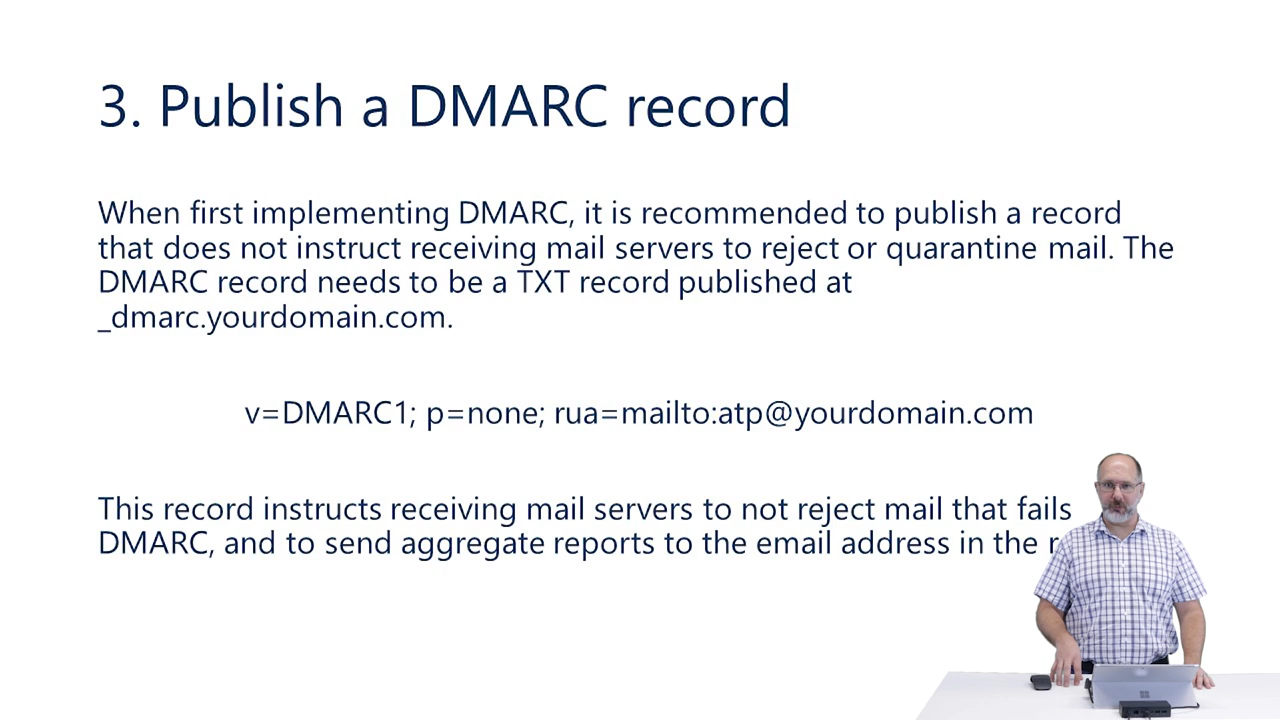 3. Publish a DMARC record
When first implementing DMARC, it is recommended to publish a record
that does not instruct receiving mail servers to reject or quarantine mail. The
DMARC record needs to be a TXT record published at
_dmarc.yourdomain.com.
v=DMARC1; p=none; rua=mailto:atp@yourdomain.com
This record instructs receiving mail servers to not reject mail that fails
DMARC, and to send aggregate reports to the email address in the